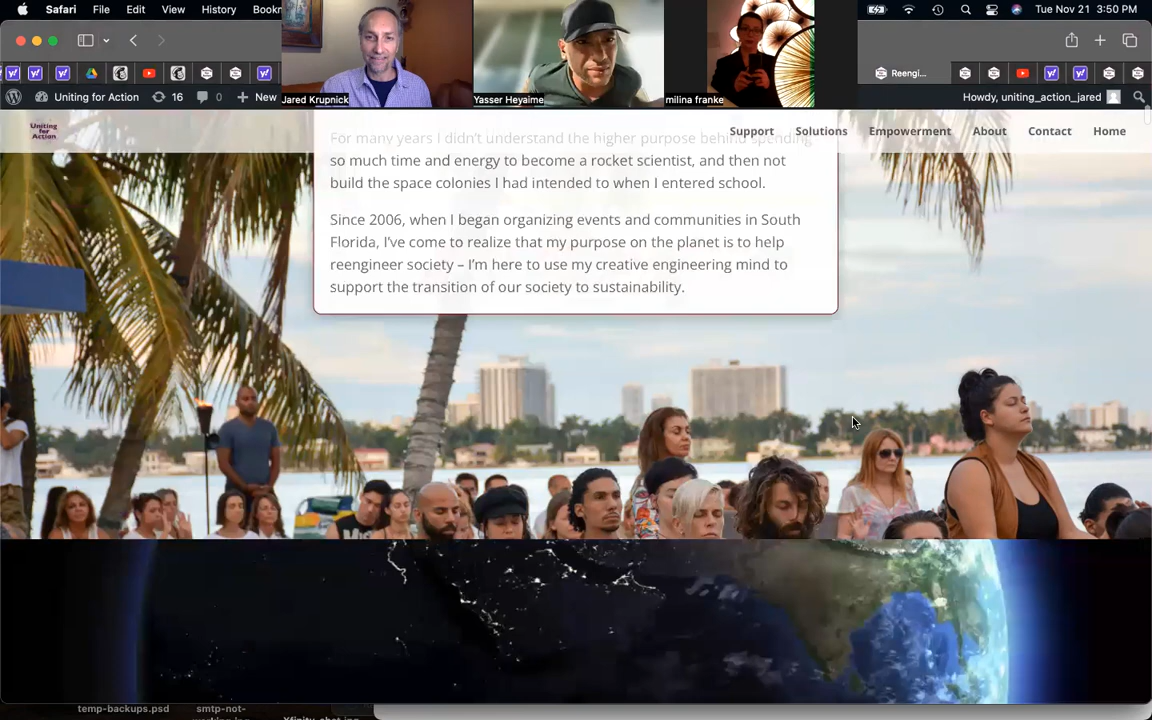 Safari File Edit View History Bookm
Tue Nov 21 3:50 PM
Jared Krupnick
Yasser Heyaime
milina franke
Reengi...
Uniting for Action 16 0 New
Howdy, uniting_action_jared
Uniting
for
Action
Support Solutions Empowerment About Contact Home
For many years I didn't understand the higher purpose behind spending
so much time and energy to become a rocket scientist, and then not
build the space colonies I had intended to when I entered school.
Since 2006, when I began organizing events and communities in South
Florida, I've come to realize that my purpose on the planet is to help
reengineer society – I'm here to use my creative engineering mind to
support the transition of our society to sustainability.
temp-backups.psd
smtp-not-